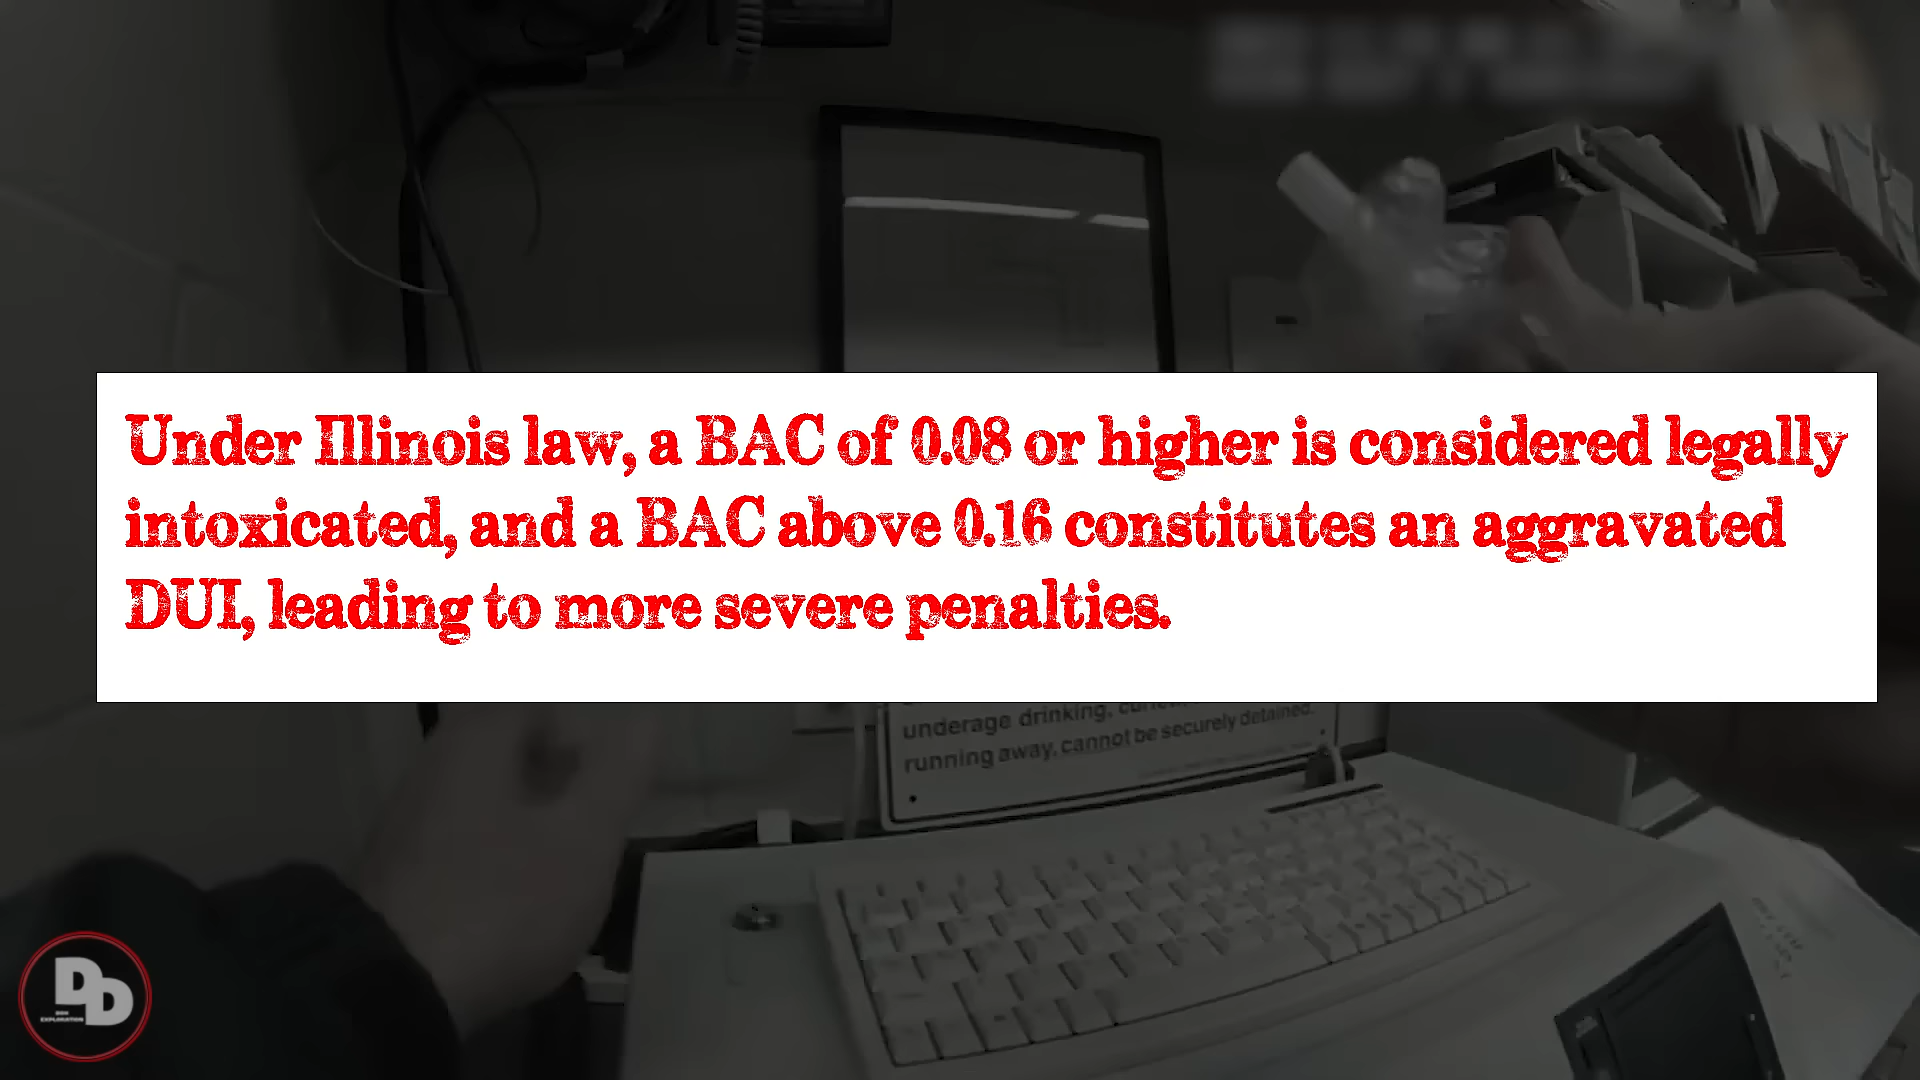 Under Illinois law, a BAC of 0.08 or higher is considered legally
intoxicated, and a BAC above 0.16 constitutes an aggravated
DUI, leading to more severe penalties.
underage drinking,
running away, cannot be securely detained.
DD